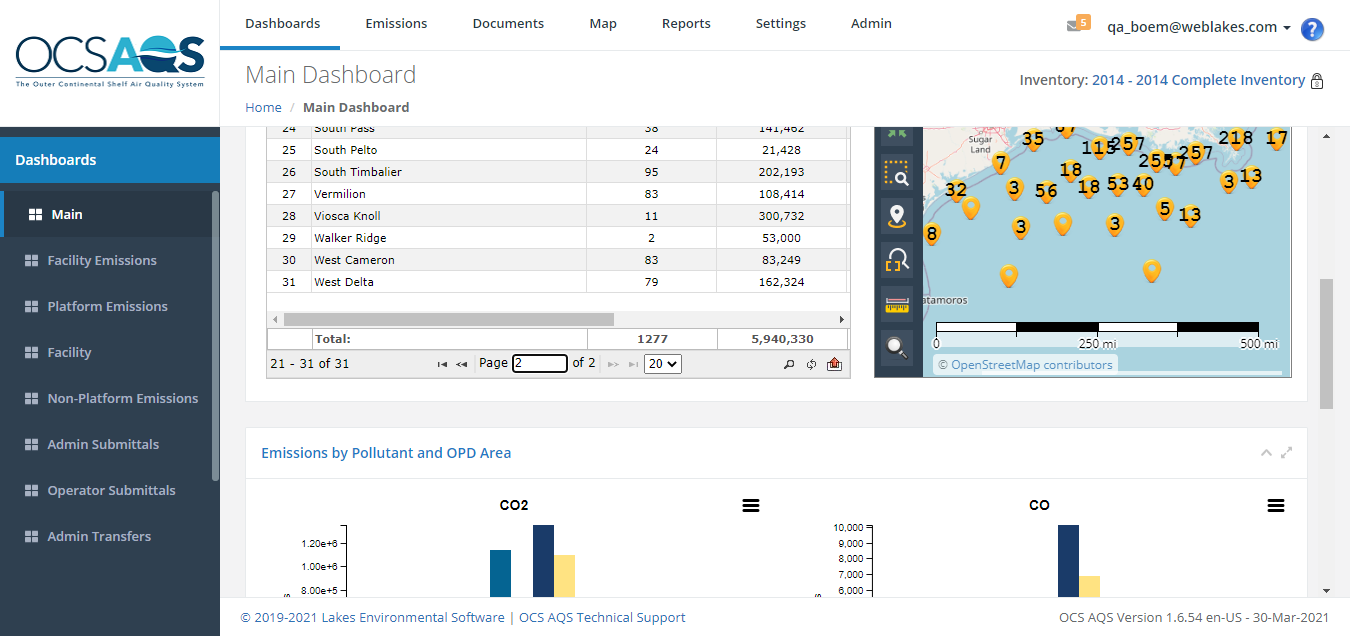 OCSAQS
The Outer Continental Shelf Air Quality System
Dashboards Emissions Documents Map Reports Settings Admin
5 qa_boem@weblakes.com ?
Main Dashboard
Inventory: 2014 - 2014 Complete Inventory
Home / Main Dashboard
Dashboards
Main
Facility Emissions
Platform Emissions
Facility
Non-Platform Emissions
Admin Submittals
Operator Submittals
Admin Transfers
24 South Pass 38 141,462
25 South Pelto 24 21,428
26 South Timbalier 95 202,193
27 Vermilion 83 108,414
28 Viosca Knoll 11 300,732
29 Walker Ridge 2 53,000
30 West Cameron 83 83,249
31 West Delta 79 162,324
Total: 1277 5,940,330
21 - 31 of 31 Page 2 of 2 20
Sugar
Land
35 115 257 218 17
7 18 257
32 3 56 18 53 40 3 13
5 13
8 3 3
atamoros
0 250 mi 500 mi
© OpenStreetMap contributors
Emissions by Pollutant and OPD Area
CO2
1.20e+6
1.00e+6
8.00e+5
CO
10,000
9,000
8,000
7,000
6,000
© 2019-2021 Lakes Environmental Software | OCS AQS Technical Support
OCS AQS Version 1.6.54 en-US - 30-Mar-2021